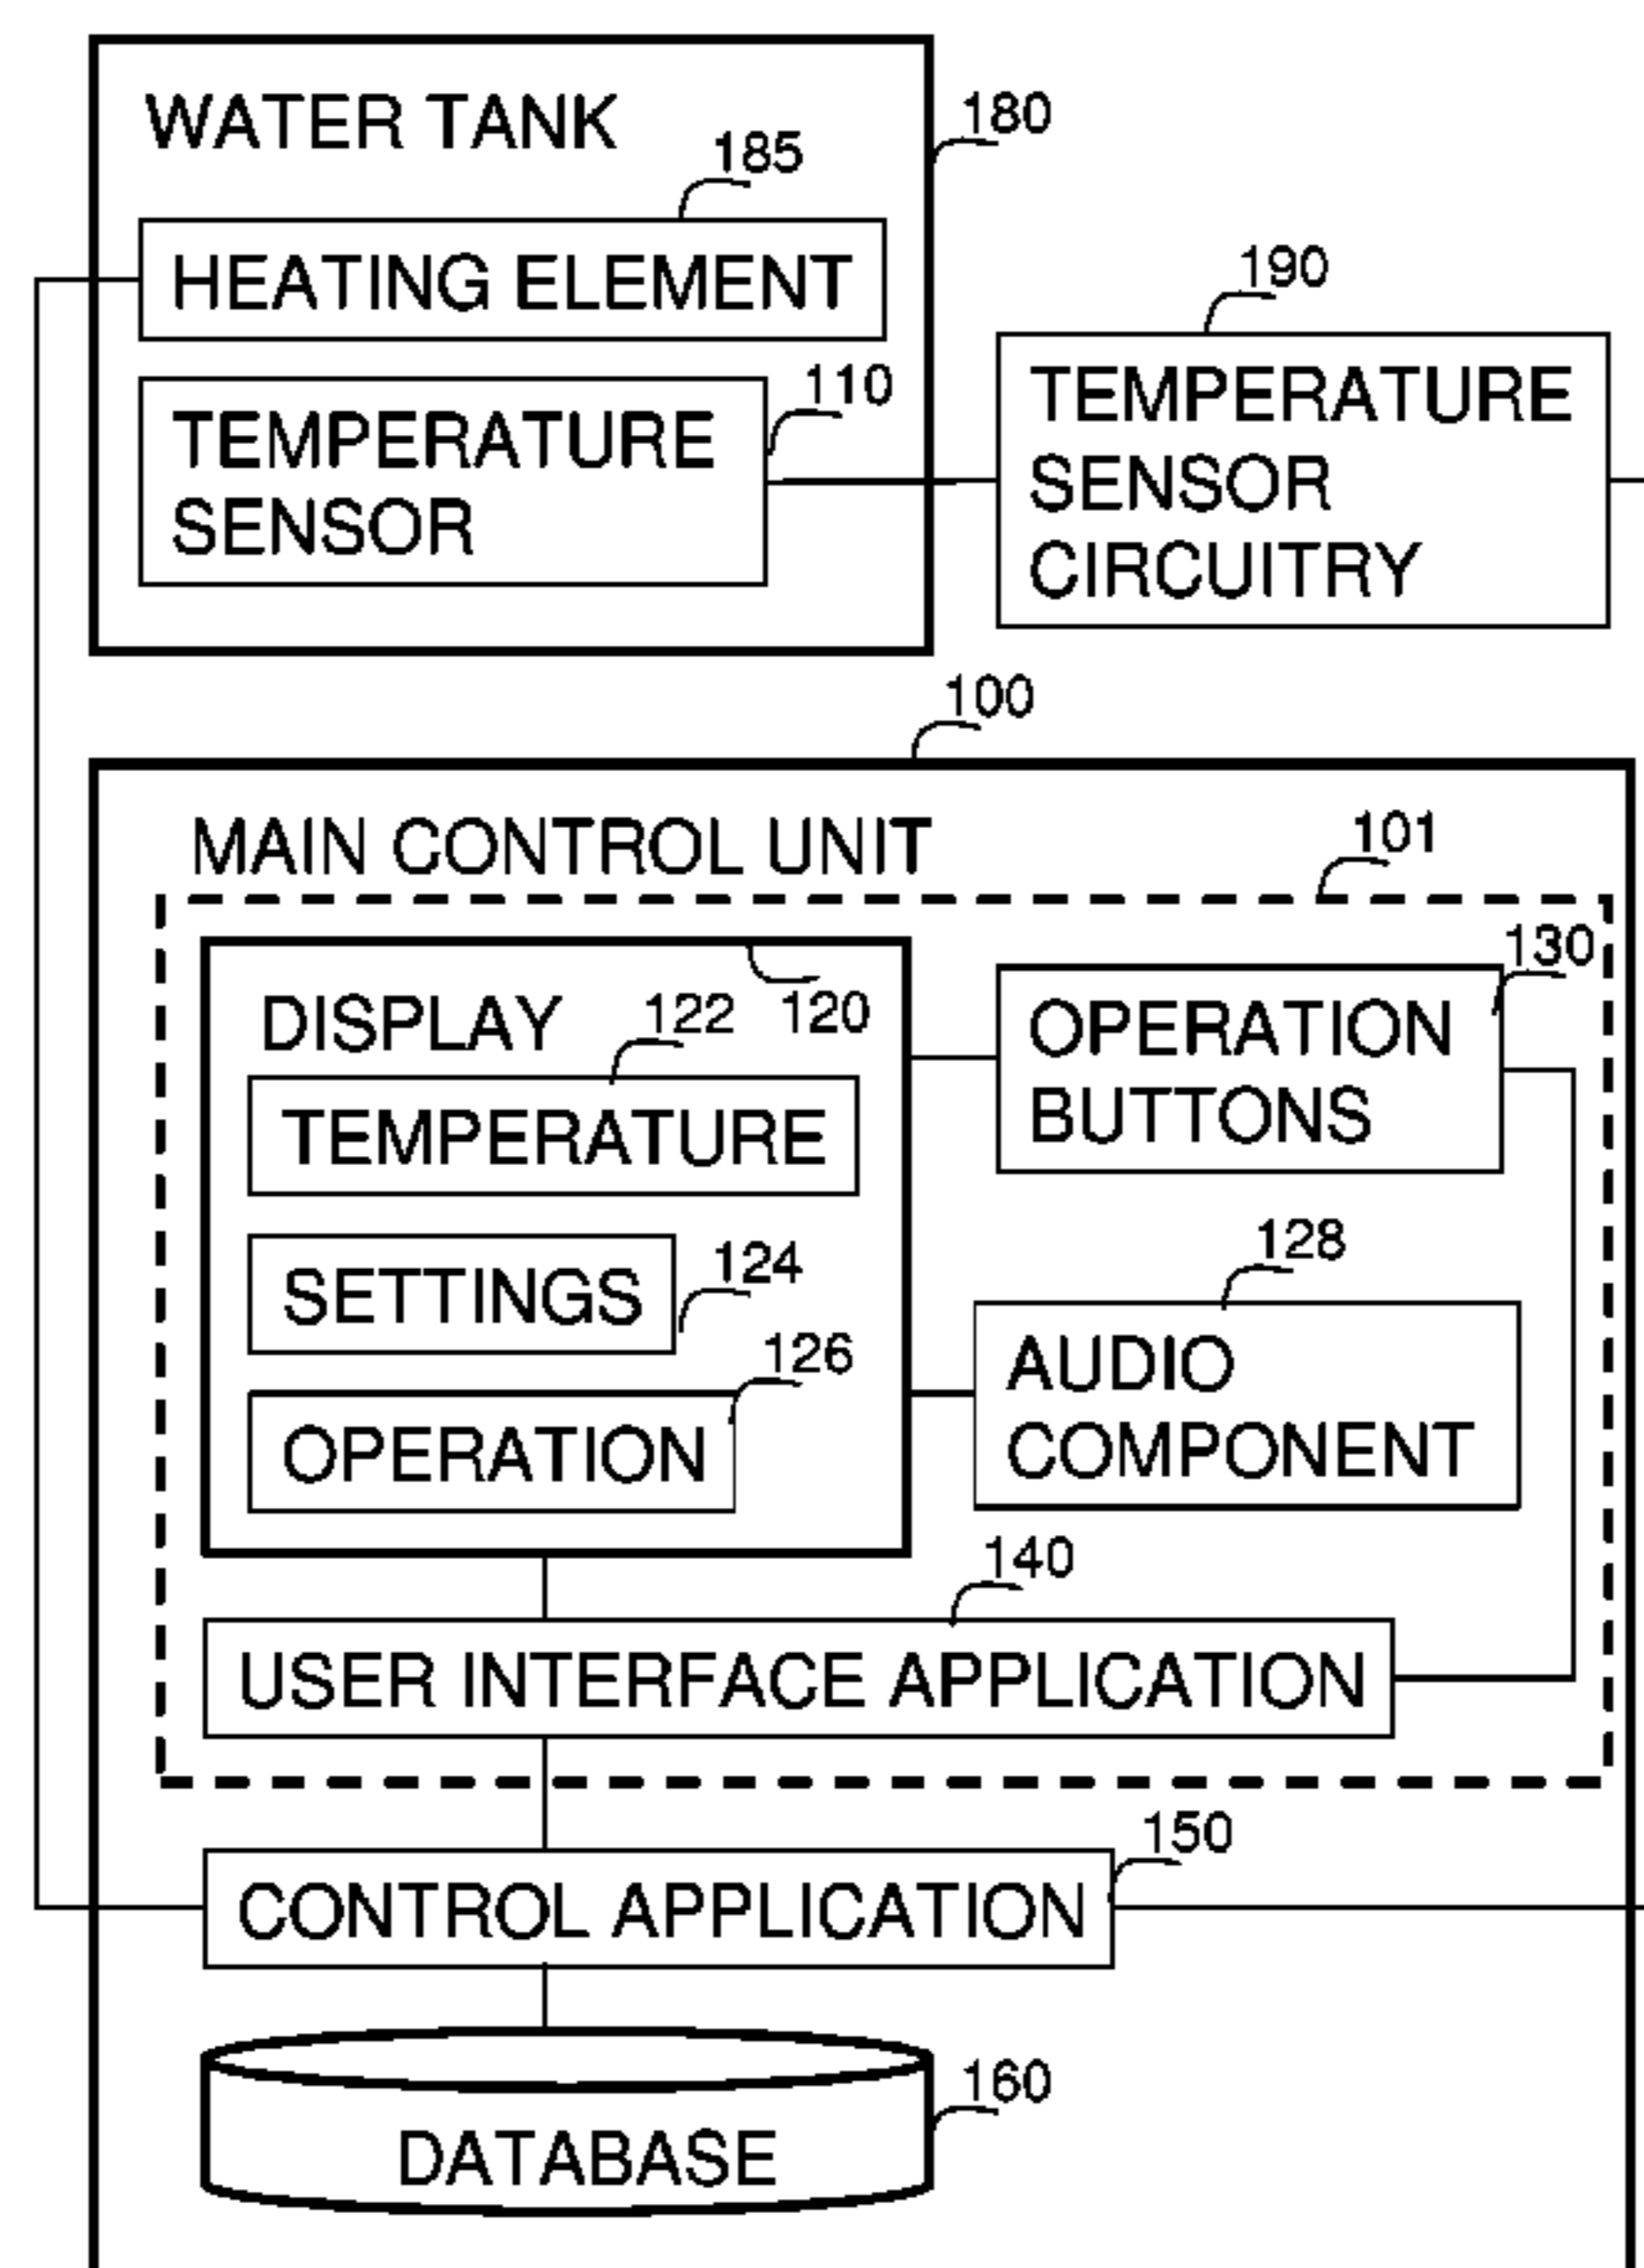 WATER TANK
180
185
HEATING ELEMENT
190
110
TEMPERATURE
SENSOR
TEMPERATURE
SENSOR
CIRCUITRY
100
MAIN CONTROL UNIT
101
130
DISPLAY
122
120
OPERATION
BUTTONS
TEMPERATURE
128
SETTINGS
124
126
AUDIO
COMPONENT
OPERATION
140
USER INTERFACE APPLICATION
150
CONTROL APPLICATION
160
DATABASE